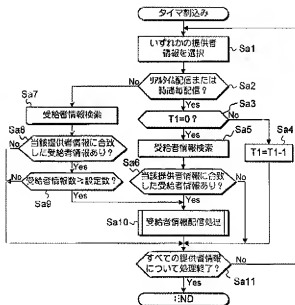 タイマ割込み
いずれかの提供者
情報を選択
Sa1
リアルタイム配信または
時適毎配信?
Sa2
No
Yes
Sa7
受給者情報検索
Sa3
T1=0?
No
Yes
Sa5
受給者情報検索
Sa4
T1=T1-1
Sa8
当該提供者情報に合致
した受給者情報あり?
No
Yes
Sa6
当該提供者情報に合致
した受給者情報あり?
No
Yes
受給者情報数≥設定数?
No
Sa9
Yes
Sa10
受給者情報配信処理
すべての提供者情報
について処理終了?
No
Sa11
Yes
END